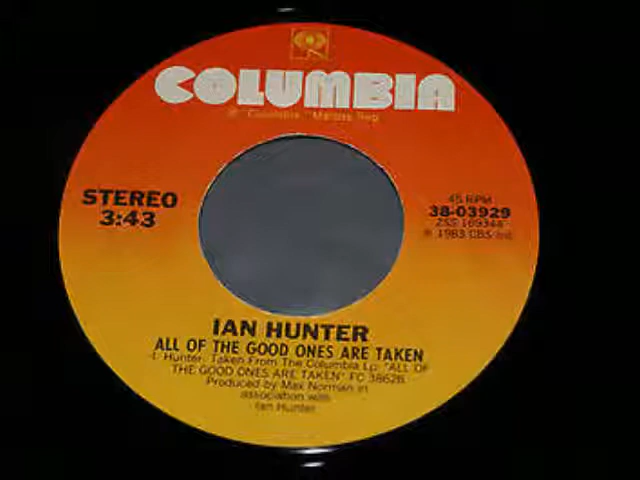 COLUMBIA
® "Columbia," Marcas Reg.
STEREO
3:43
45 RPM
38-03929
ZSS 169344
℗ 1983 CBS Inc.
IAN HUNTER
ALL OF THE GOOD ONES ARE TAKEN
-I. Hunter- Taken From The Columbia Lp: "ALL OF
THE GOOD ONES ARE TAKEN" FC 38628
Produced by Max Norman in
association with
Ian Hunter